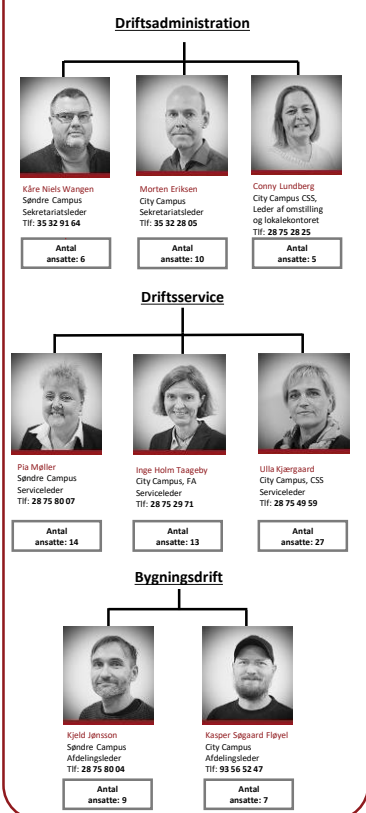 Driftsadministration
Kåre Niels Wangen
Søndre Campus
Sekretariatsleder
Tlf: 35 32 91 64
Antal
ansatte: 6
Morten Eriksen
City Campus
Sekretariatsleder
Tlf: 35 32 28 05
Antal
ansatte: 10
Conny Lundberg
City Campus CSS,
Leder af omstilling
og lokalekontoret
Tlf: 28 75 28 25
Antal
ansatte: 5
Driftsservice
Pia Møller
Søndre Campus
Serviceleder
Tlf: 28 75 80 07
Antal
ansatte: 14
Inge Holm Taageby
City Campus, FA
Serviceleder
Tlf: 28 75 29 71
Antal
ansatte: 13
Ulla Kjærgaard
City Campus, CSS
Serviceleder
Tlf: 28 75 49 59
Antal
ansatte: 27
Bygningsdrift
Kjeld Jønsson
Søndre Campus
Afdelingsleder
Tlf: 28 75 80 04
Antal
ansatte: 9
Kasper Søgaard Fløyel
City Campus
Afdelingsleder
Tlf: 93 56 52 47
Antal
ansatte: 7